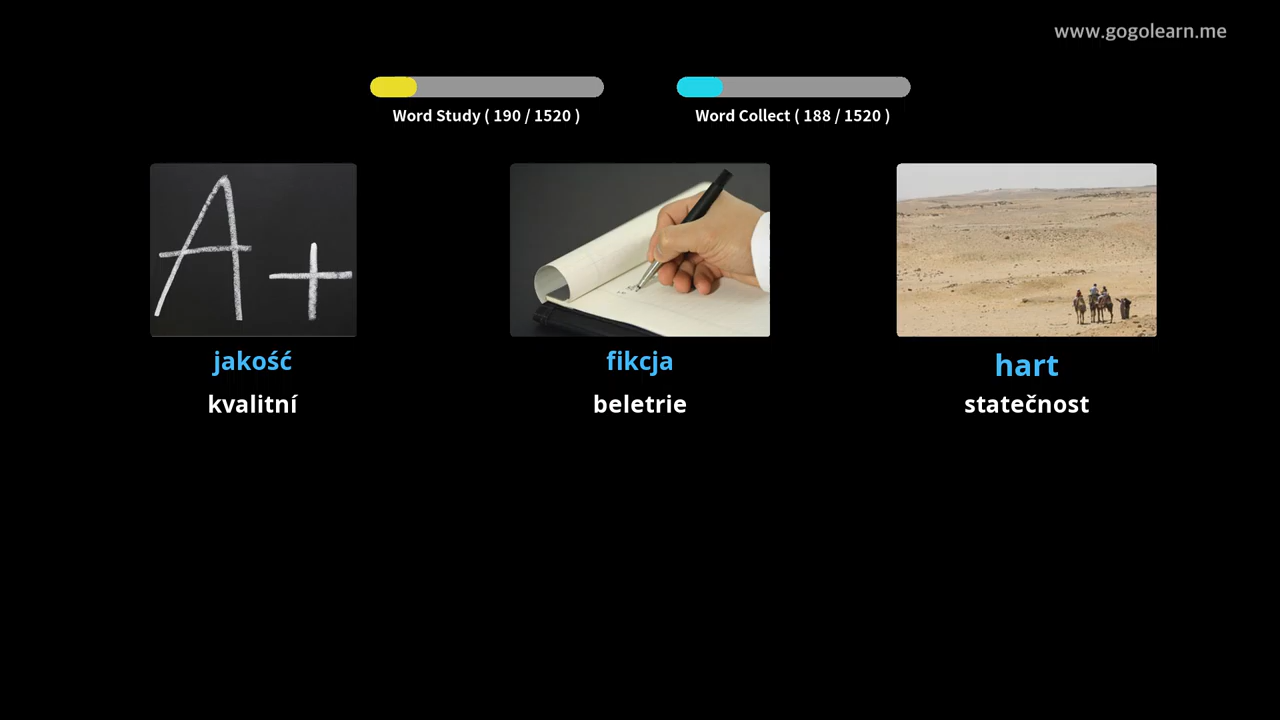 www.gogolearn.me
Word Study ( 190 / 1520 )
Word Collect ( 188 / 1520 )
A+
jakość
fikcja
hart
kvalitní
beletrie
statečnost